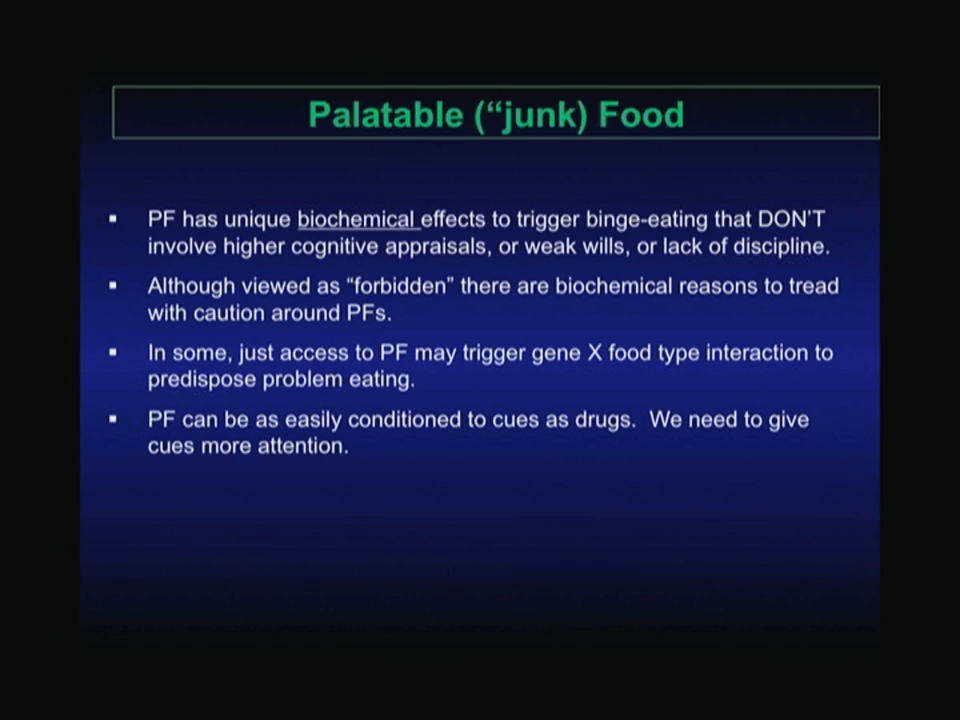 Palatable (“junk) Food
▪ PF has unique biochemical effects to trigger binge-eating that DON'T
involve higher cognitive appraisals, or weak wills, or lack of discipline.
▪ Although viewed as “forbidden” there are biochemical reasons to tread
with caution around PFs.
▪ In some, just access to PF may trigger gene X food type interaction to
predispose problem eating.
▪ PF can be as easily conditioned to cues as drugs. We need to give
cues more attention.